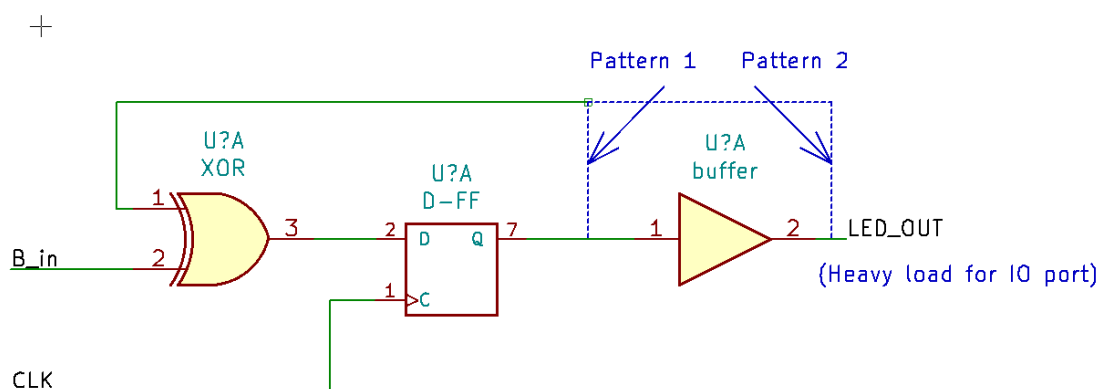 Pattern 1
Pattern 2
U?A
XOR
U?A
D-FF
U?A
buffer
1
2
3
2
D
Q
7
1
C
1
2
LED_OUT
B_in
(Heavy load for IO port)
CLK